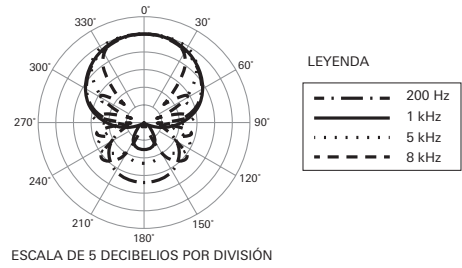 0˚
330˚
30˚
300˚
60˚
270˚
90˚
240˚
120˚
210˚
150˚
180˚
ESCALA DE 5 DECIBELIOS POR DIVISIÓN
LEYENDA
200 Hz
1 kHz
5 kHz
8 kHz